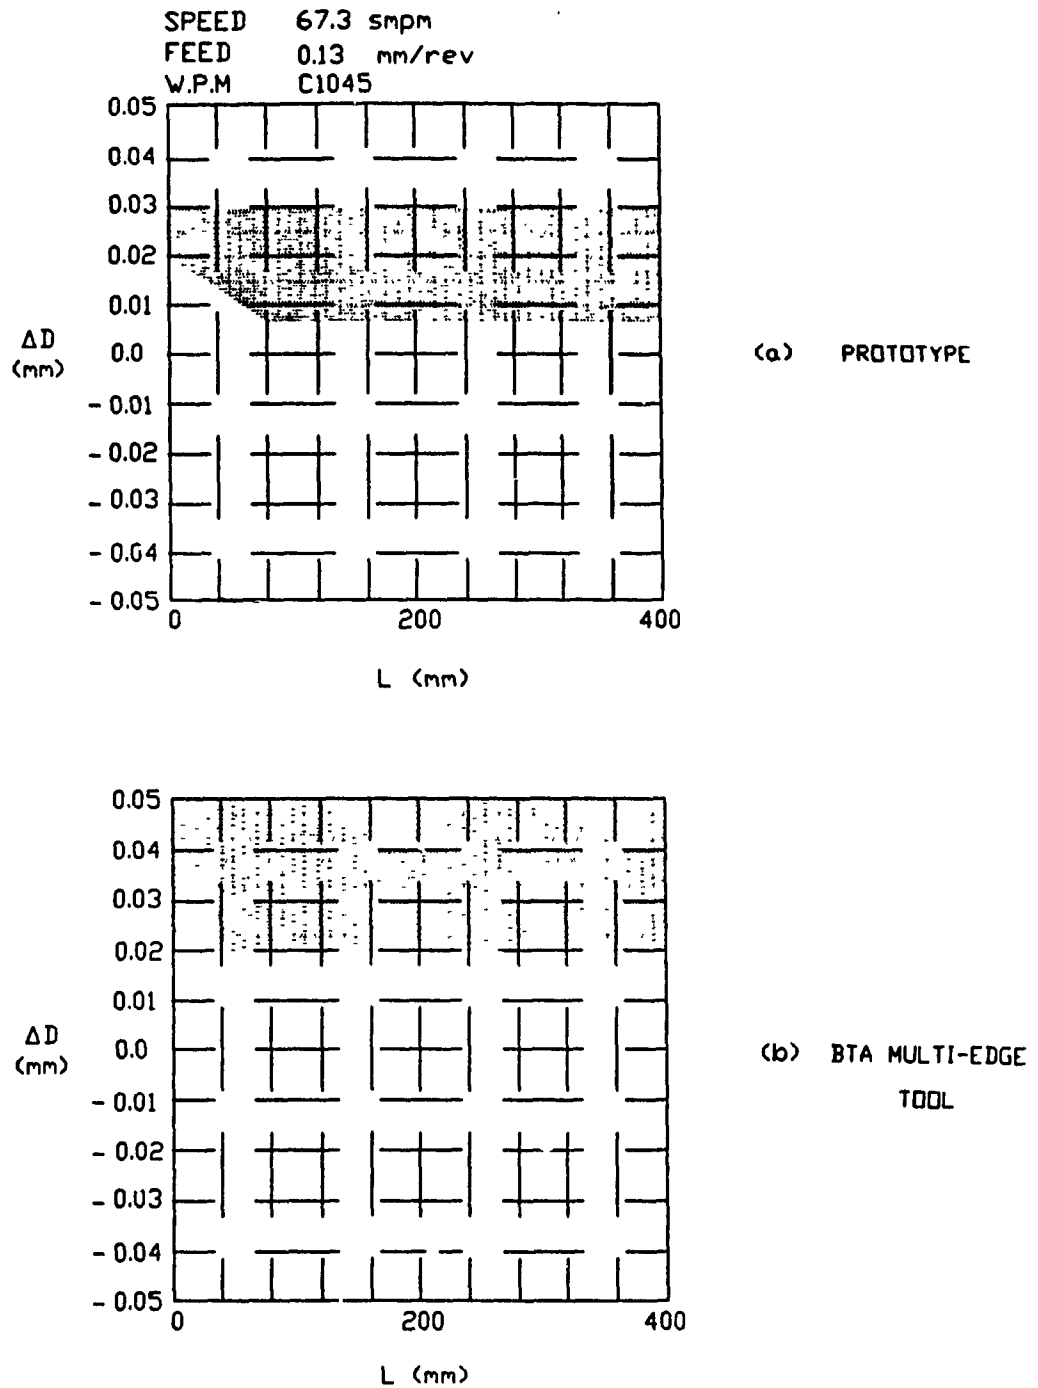 SPEED 67.3 smpm
FEED 0.13 mm/rev
W.P.M C1045
0.05
0.04
0.03
0.02
0.01
ΔD
(mm)
0.0
- 0.01
- 0.02
- 0.03
- 0.04
- 0.05
0 200 400
L (mm)
(a) PROTOTYPE
0.05
0.04
0.03
0.02
0.01
ΔD
(mm)
0.0
- 0.01
- 0.02
- 0.03
- 0.04
- 0.05
0 200 400
L (mm)
(b) BTA MULTI-EDGE
TOOL